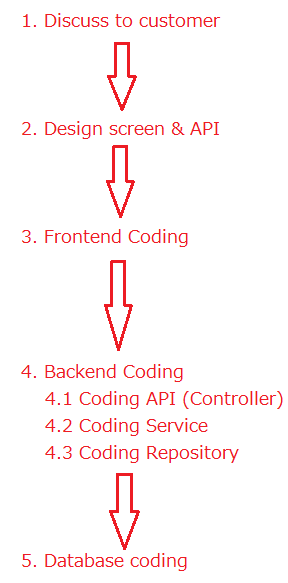 1. Discuss to customer
2. Design screen & API
3. Frontend Coding
4. Backend Coding
4.1 Coding API (Controller)
4.2 Coding Service
4.3 Coding Repository
5. Database coding